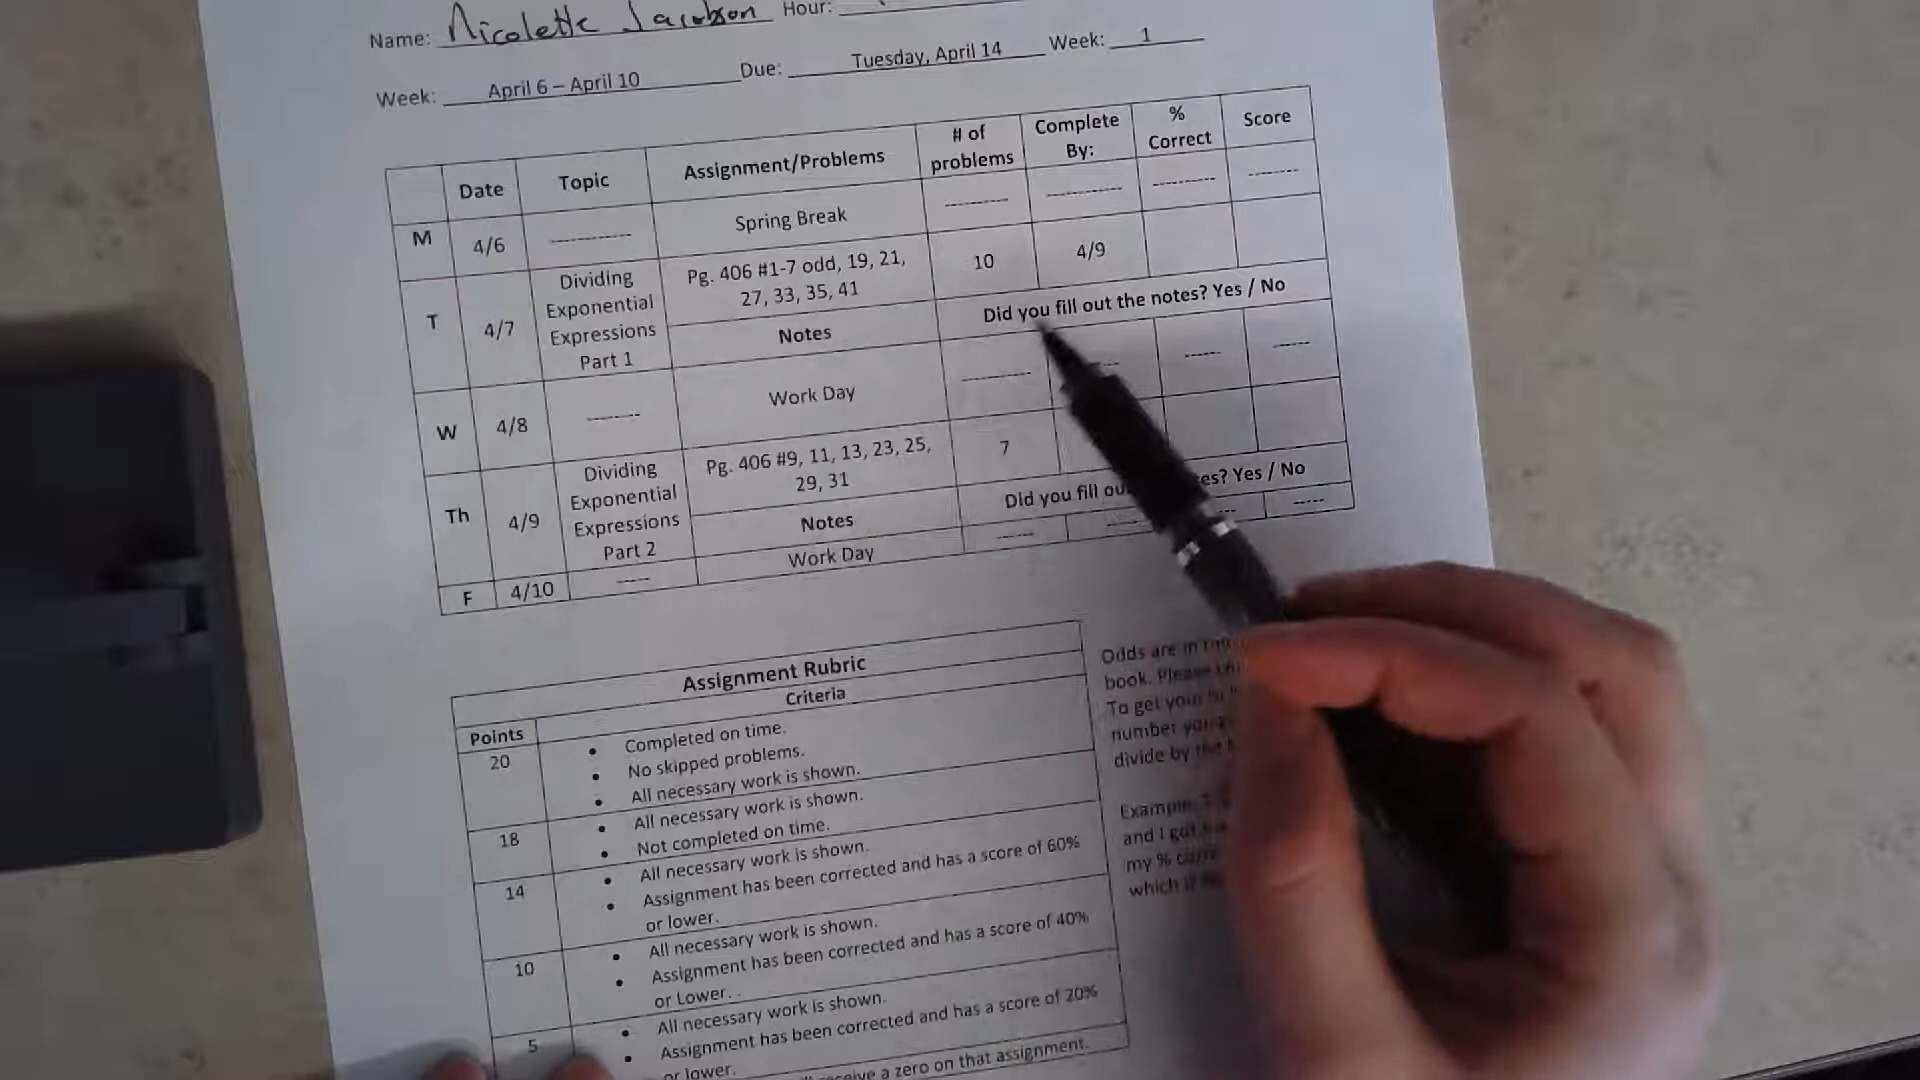 Name: Nicolette Jacobson Hour:
Week: April 6 – April 10 Due: Tuesday, April 14 Week: 1
Date Topic Assignment/Problems # of problems Complete By: % Correct Score
M 4/6 ------------ Spring Break ---------- ------------ ---------- --------
T 4/7 Dividing Exponential Expressions Part 1
Pg. 406 #1-7 odd, 19, 21,
27, 33, 35, 41
10 4/9
Notes Did you fill out the notes? Yes / No
W 4/8 -------- Work Day ----------- ------ ------
Th 4/9 Dividing Exponential Expressions Part 2
Pg. 406 #9, 11, 13, 23, 25,
29, 31
7
Notes Did you fill ou es? Yes / No
F 4/10 ----- Work Day ------ -----
Assignment Rubric
Points Criteria
20
• Completed on time.
• No skipped problems.
• All necessary work is shown.
18
• All necessary work is shown.
• Not completed on time.
14
• All necessary work is shown.
• Assignment has been corrected and has a score of 60%
or lower.
10
• All necessary work is shown.
• Assignment has been corrected and has a score of 40%
or Lower. .
5
• All necessary work is shown.
• Assignment has been corrected and has a score of 20%
or lower.
receive a zero on that assignment.
Odds are in the
book. Please
To get your
number you
divide by the
Example:
and I got
my %
which